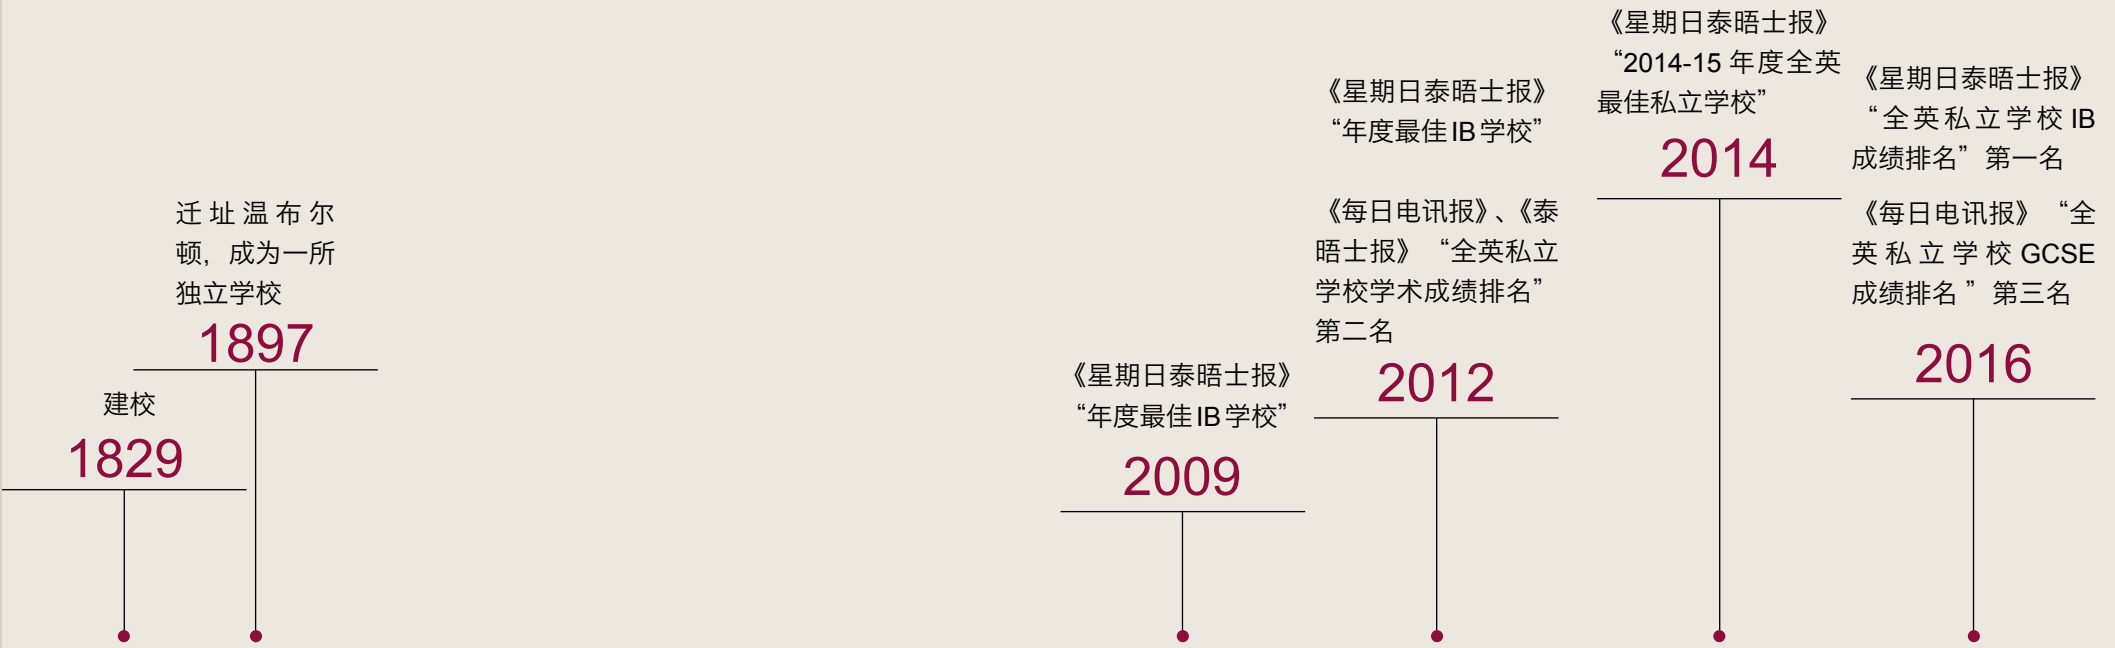 建校
1829
迁址温布尔
顿，成为一所
独立学校
1897
《星期日泰晤士报》
“年度最佳IB学校”
2009
《星期日泰晤士报》
“年度最佳IB学校”
《每日电讯报》、《泰
晤士报》“全英私立
学校学术成绩排名”
第二名
2012
《星期日泰晤士报》
“2014-15 年度全英
最佳私立学校”
2014
《星期日泰晤士报》
“全英私立学校 IB
成绩排名”第一名
《每日电讯报》“全
英私立学校 GCSE
成绩排名 ”第三名
2016